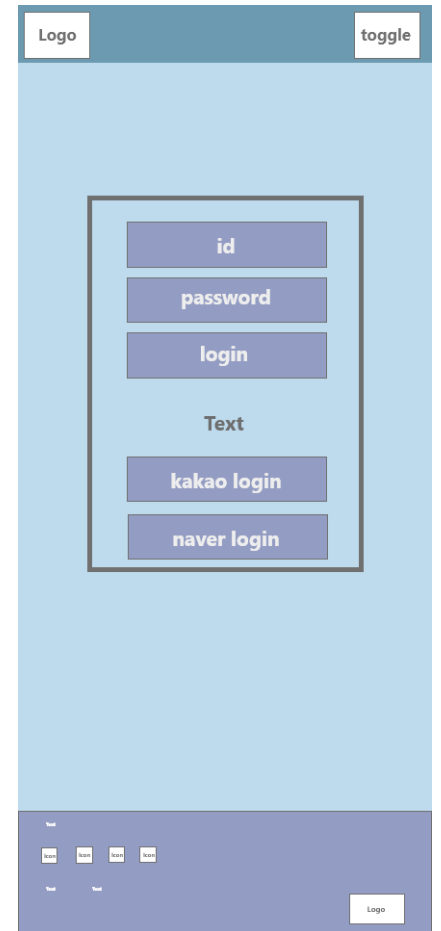 Logo toggle
id
password
login
Text
kakao login
naver login
Text
Icon Icon Icon Icon
Text Text
Logo